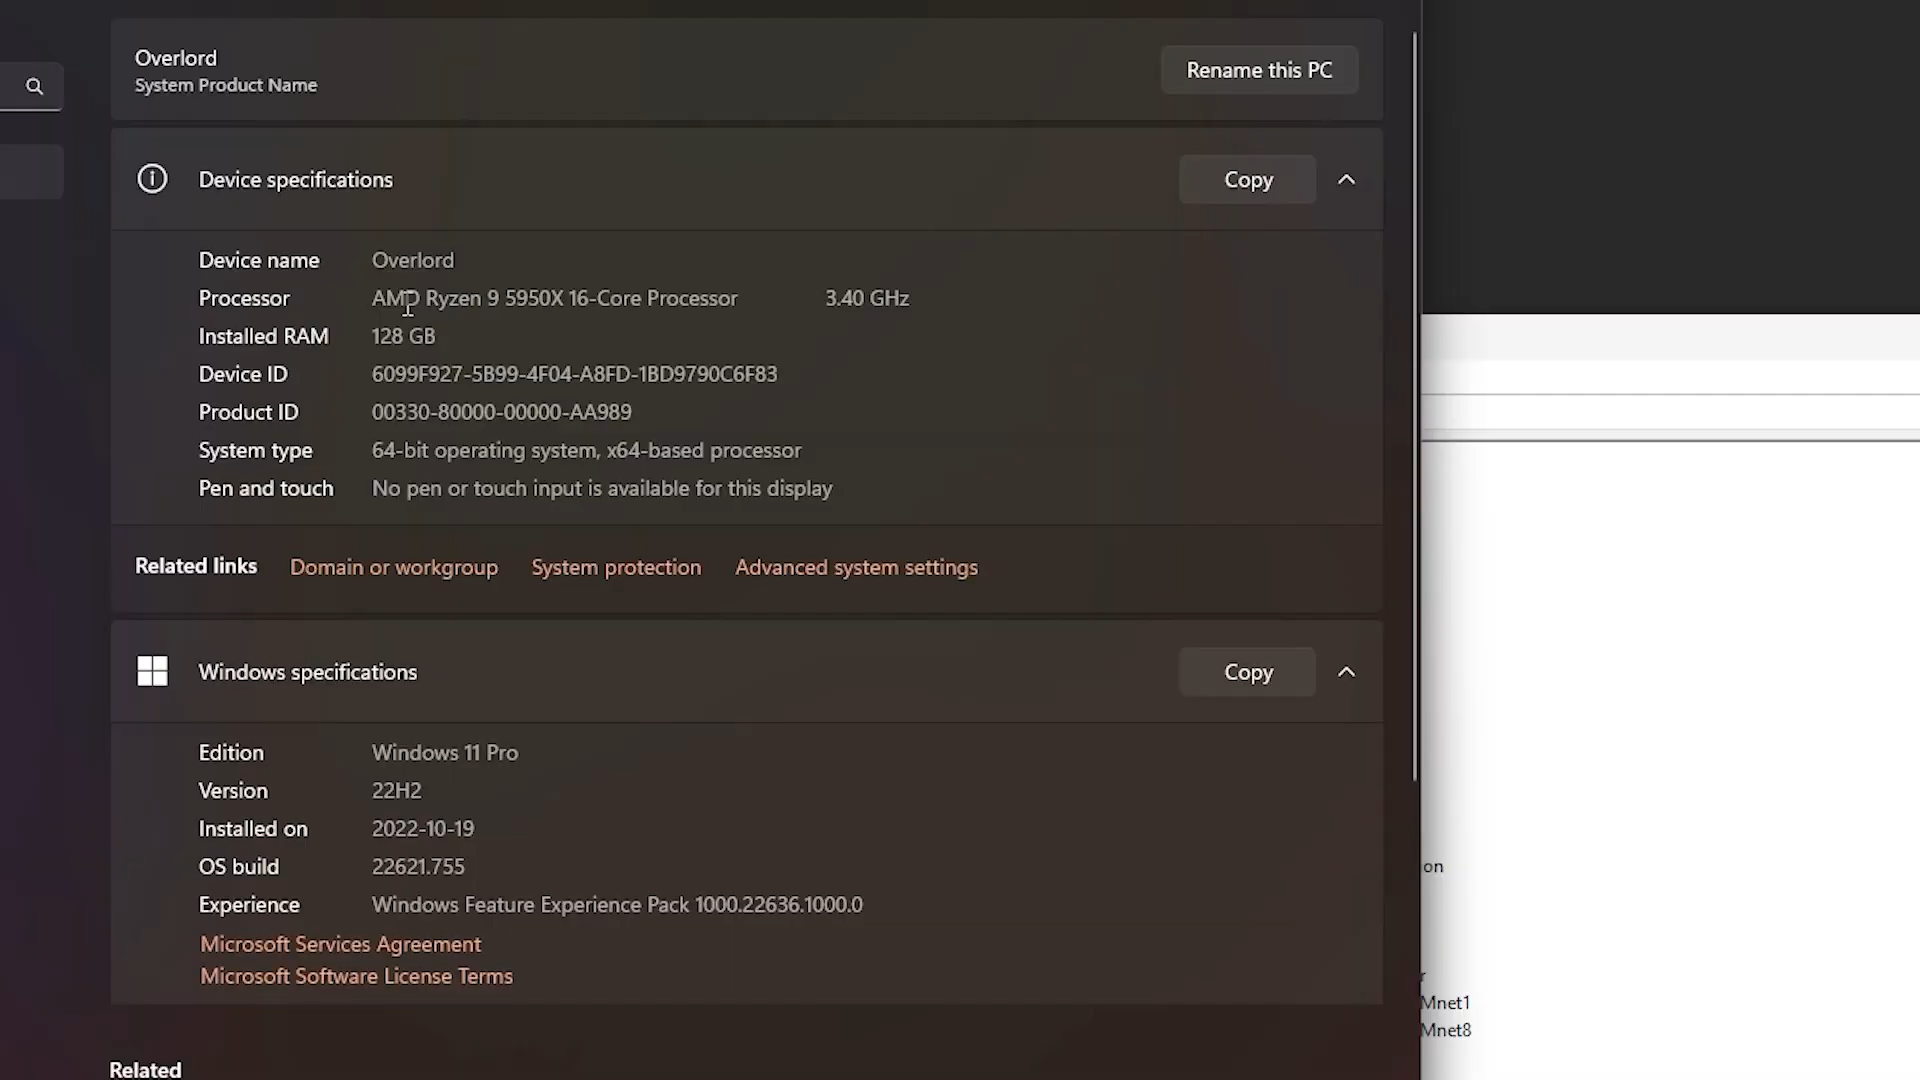 Overlord
System Product Name
Rename this PC
Device specifications
Copy
Device name Overlord
Processor AMD Ryzen 9 5950X 16-Core Processor 3.40 GHz
Installed RAM 128 GB
Device ID 6099F927-5B99-4F04-A8FD-1BD9790C6F83
Product ID 00330-80000-00000-AA989
System type 64-bit operating system, x64-based processor
Pen and touch No pen or touch input is available for this display
Related links Domain or workgroup System protection Advanced system settings
Windows specifications
Copy
Edition Windows 11 Pro
Version 22H2
Installed on 2022-10-19
OS build 22621.755
Experience Windows Feature Experience Pack 1000.22636.1000.0
Microsoft Services Agreement
Microsoft Software License Terms
Related
on
r
Mnet1
Mnet8